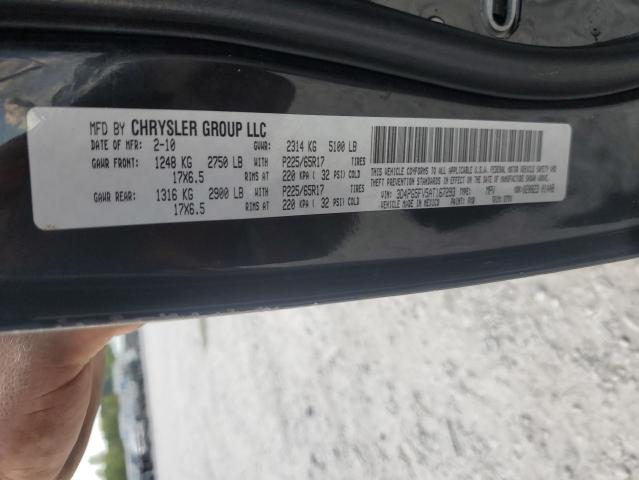 MFD BY CHRYSLER GROUP LLC
DATE OF MFR: 2-10 GVWR: 2314 KG 5100 LB
GAWR FRONT: 1248 KG 2750 LB WITH P225/65R17 TIRES
17X6.5 RIMS AT 220 KPA ( 32 PSI) COLD
GAWR REAR: 1316 KG 2900 LB WITH P225/65R17 TIRES
17X6.5 RIMS AT 220 KPA ( 32 PSI) COLD
THIS VEHICLE CONFORMS TO ALL APPLICABLE U.S.A. FEDERAL MOTOR VEHICLE SAFETY AND
THEFT PREVENTION STANDARDS IN EFFECT ON THE DATE OF MANUFACTURE SHOWN ABOVE.
VIN: 3D4PG5FV5AT167293 TYPE: MPV
VEHICLE MADE IN MEXICO PAINT: